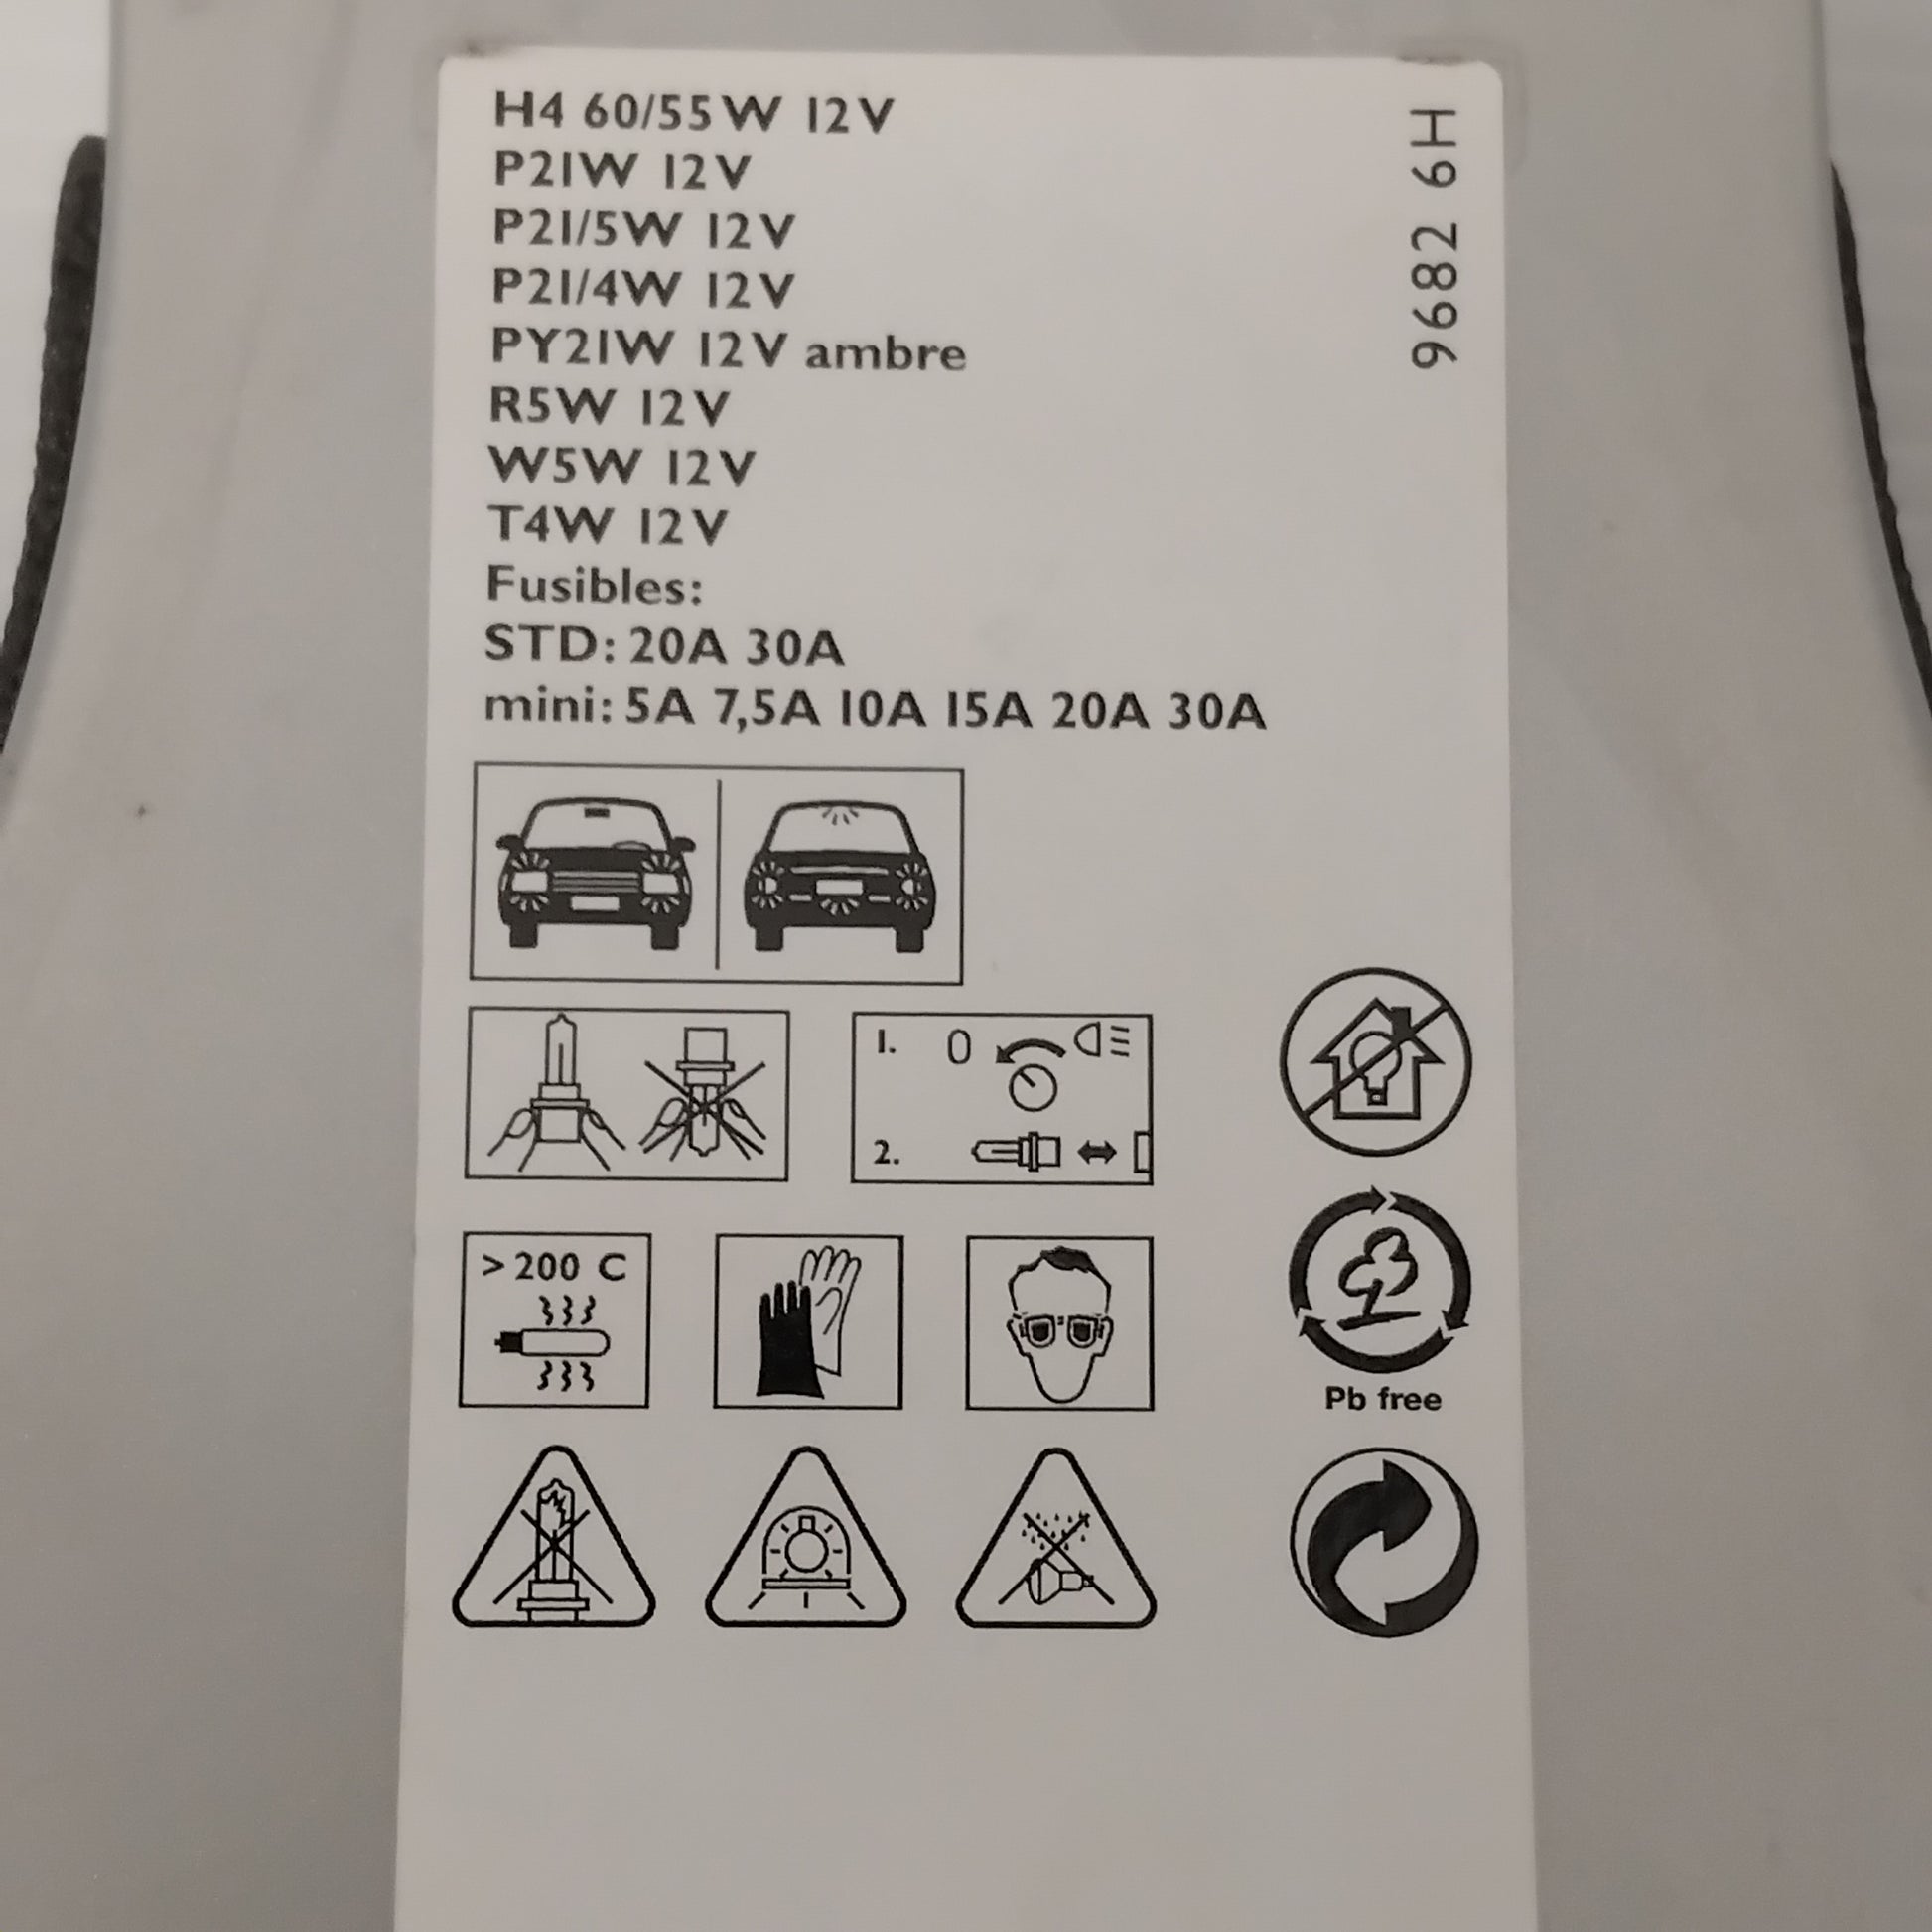 H4 60/55W 12V
P21W 12V
P21/5W 12V
P21/4W 12V
PY21W 12V ambre
R5W 12V
W5W 12V
T4W 12V
Fusibles:
STD: 20A 30A
mini: 5A 7,5A 10A 15A 20A 30A
9682 6H
1. 0
2.
>200 C
Pb free